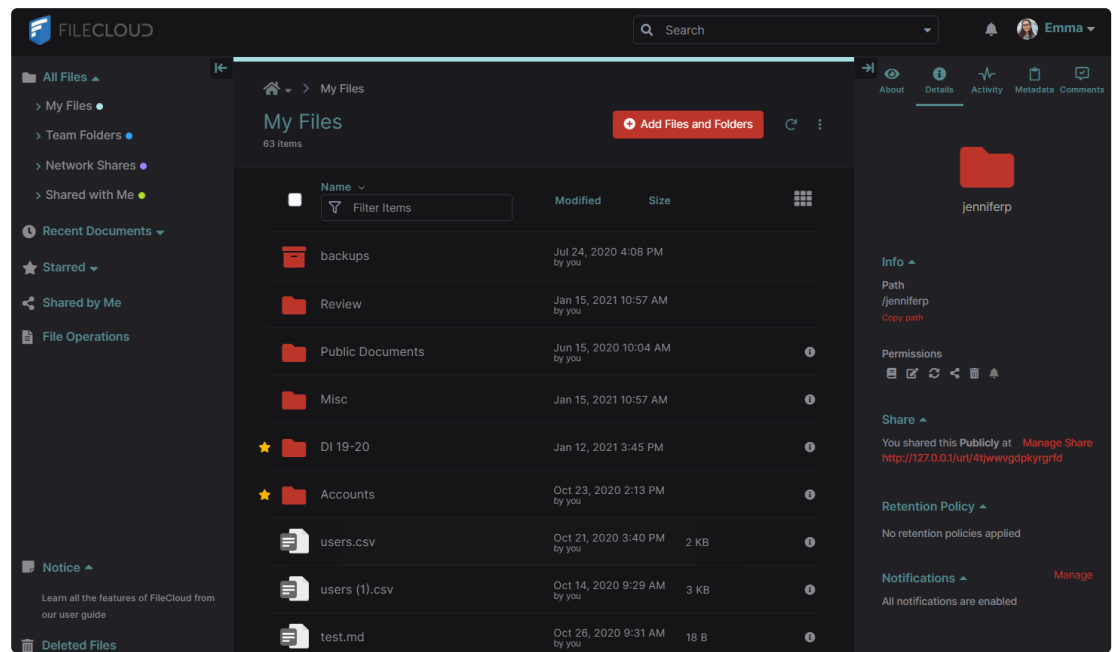 FILECLOUD
Search
Emma
All Files
My Files
Team Folders
Network Shares
Shared with Me
Recent Documents
Starred
Shared by Me
File Operations
Notice
Learn all the features of FileCloud from
our user guide
Deleted Files
My Files
My Files
63 items
Add Files and Folders
Name
Filter Items
Modified
Size
backups
Jul 24, 2020 4:08 PM
by you
Review
Jan 15, 2021 10:57 AM
by you
Public Documents
Jun 15, 2020 10:04 AM
by you
Misc
Jan 15, 2021 10:57 AM
DI 19-20
Jan 12, 2021 3:45 PM
Accounts
Oct 23, 2020 2:13 PM
by you
users.csv
Oct 21, 2020 3:40 PM
by you
2 KB
users (1).csv
Oct 14, 2020 9:29 AM
by you
3 KB
test.md
Oct 26, 2020 9:31 AM
by you
18 B
About
Details
Activity
Metadata
Comments
jenniferp
Info
Path
/jenniferp
Copy path
Permissions
Share
You shared this Publicly at
Manage Share
http://127.0.0.1/url/4tjwwvgdpkyrgrfd
Retention Policy
No retention policies applied
Notifications
Manage
All notifications are enabled